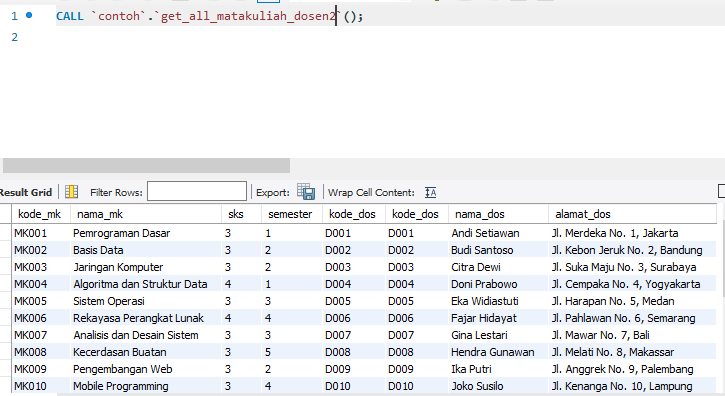 1 CALL `contoh`.`get_all_matakuliah_dosen2`();
2
Result Grid Filter Rows: Export: Wrap Cell Content: IA
kode_mk nama_mk sks semester kode_dos kode_dos nama_dos alamat_dos
MK001 Pemrograman Dasar 3 1 D001 D001 Andi Setiawan Jl. Merdeka No. 1, Jakarta
MK002 Basis Data 3 2 D002 D002 Budi Santoso Jl. Kebon Jeruk No. 2, Bandung
MK003 Jaringan Komputer 3 2 D003 D003 Citra Dewi Jl. Suka Maju No. 3, Surabaya
MK004 Algoritma dan Struktur Data 4 1 D004 D004 Doni Prabowo Jl. Cempaka No. 4, Yogyakarta
MK005 Sistem Operasi 3 3 D005 D005 Eka Widiastuti Jl. Harapan No. 5, Medan
MK006 Rekayasa Perangkat Lunak 4 4 D006 D006 Fajar Hidayat Jl. Pahlawan No. 6, Semarang
MK007 Analisis dan Desain Sistem 3 3 D007 D007 Gina Lestari Jl. Mawar No. 7, Bali
MK008 Kecerdasan Buatan 3 5 D008 D008 Hendra Gunawan Jl. Melati No. 8, Makassar
MK009 Pengembangan Web 3 2 D009 D009 Ika Putri Jl. Anggrek No. 9, Palembang
MK010 Mobile Programming 3 4 D010 D010 Joko Susilo Jl. Kenanga No. 10, Lampung